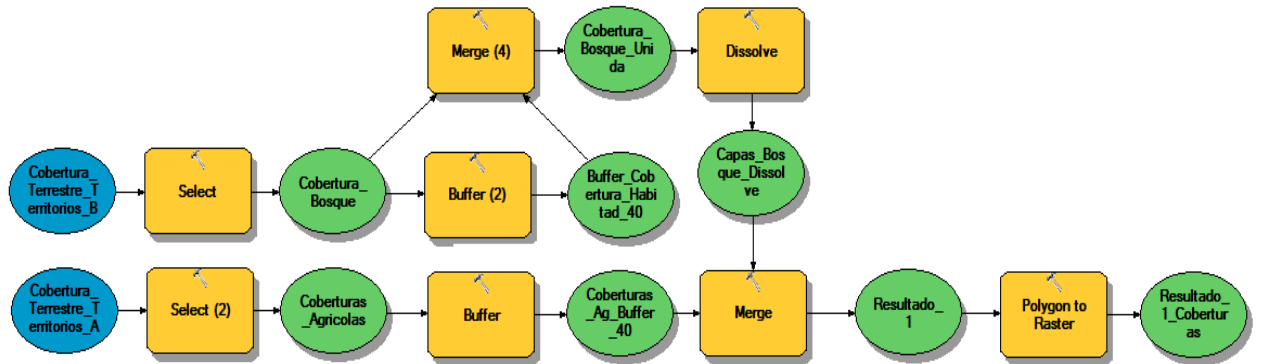 Merge (4)
Cobertura_
Bosque_Uni
da
Dissolve
Cobertura_
Terrestre_T
erritorios_B
Select
Cobertura_
Bosque
Buffer (2)
Buffer_Cob
ertura_Habi
tad_40
Capas_Bos
que_Dissol
ve
Cobertura_
Terrestre_T
erritorios_A
Select (2)
Coberturas
_Agricolas
Buffer
Coberturas
_Ag_Buffer
_40
Merge
Resultado_
1
Polygon to
Raster
Resultado_
1_Cobertu
ras